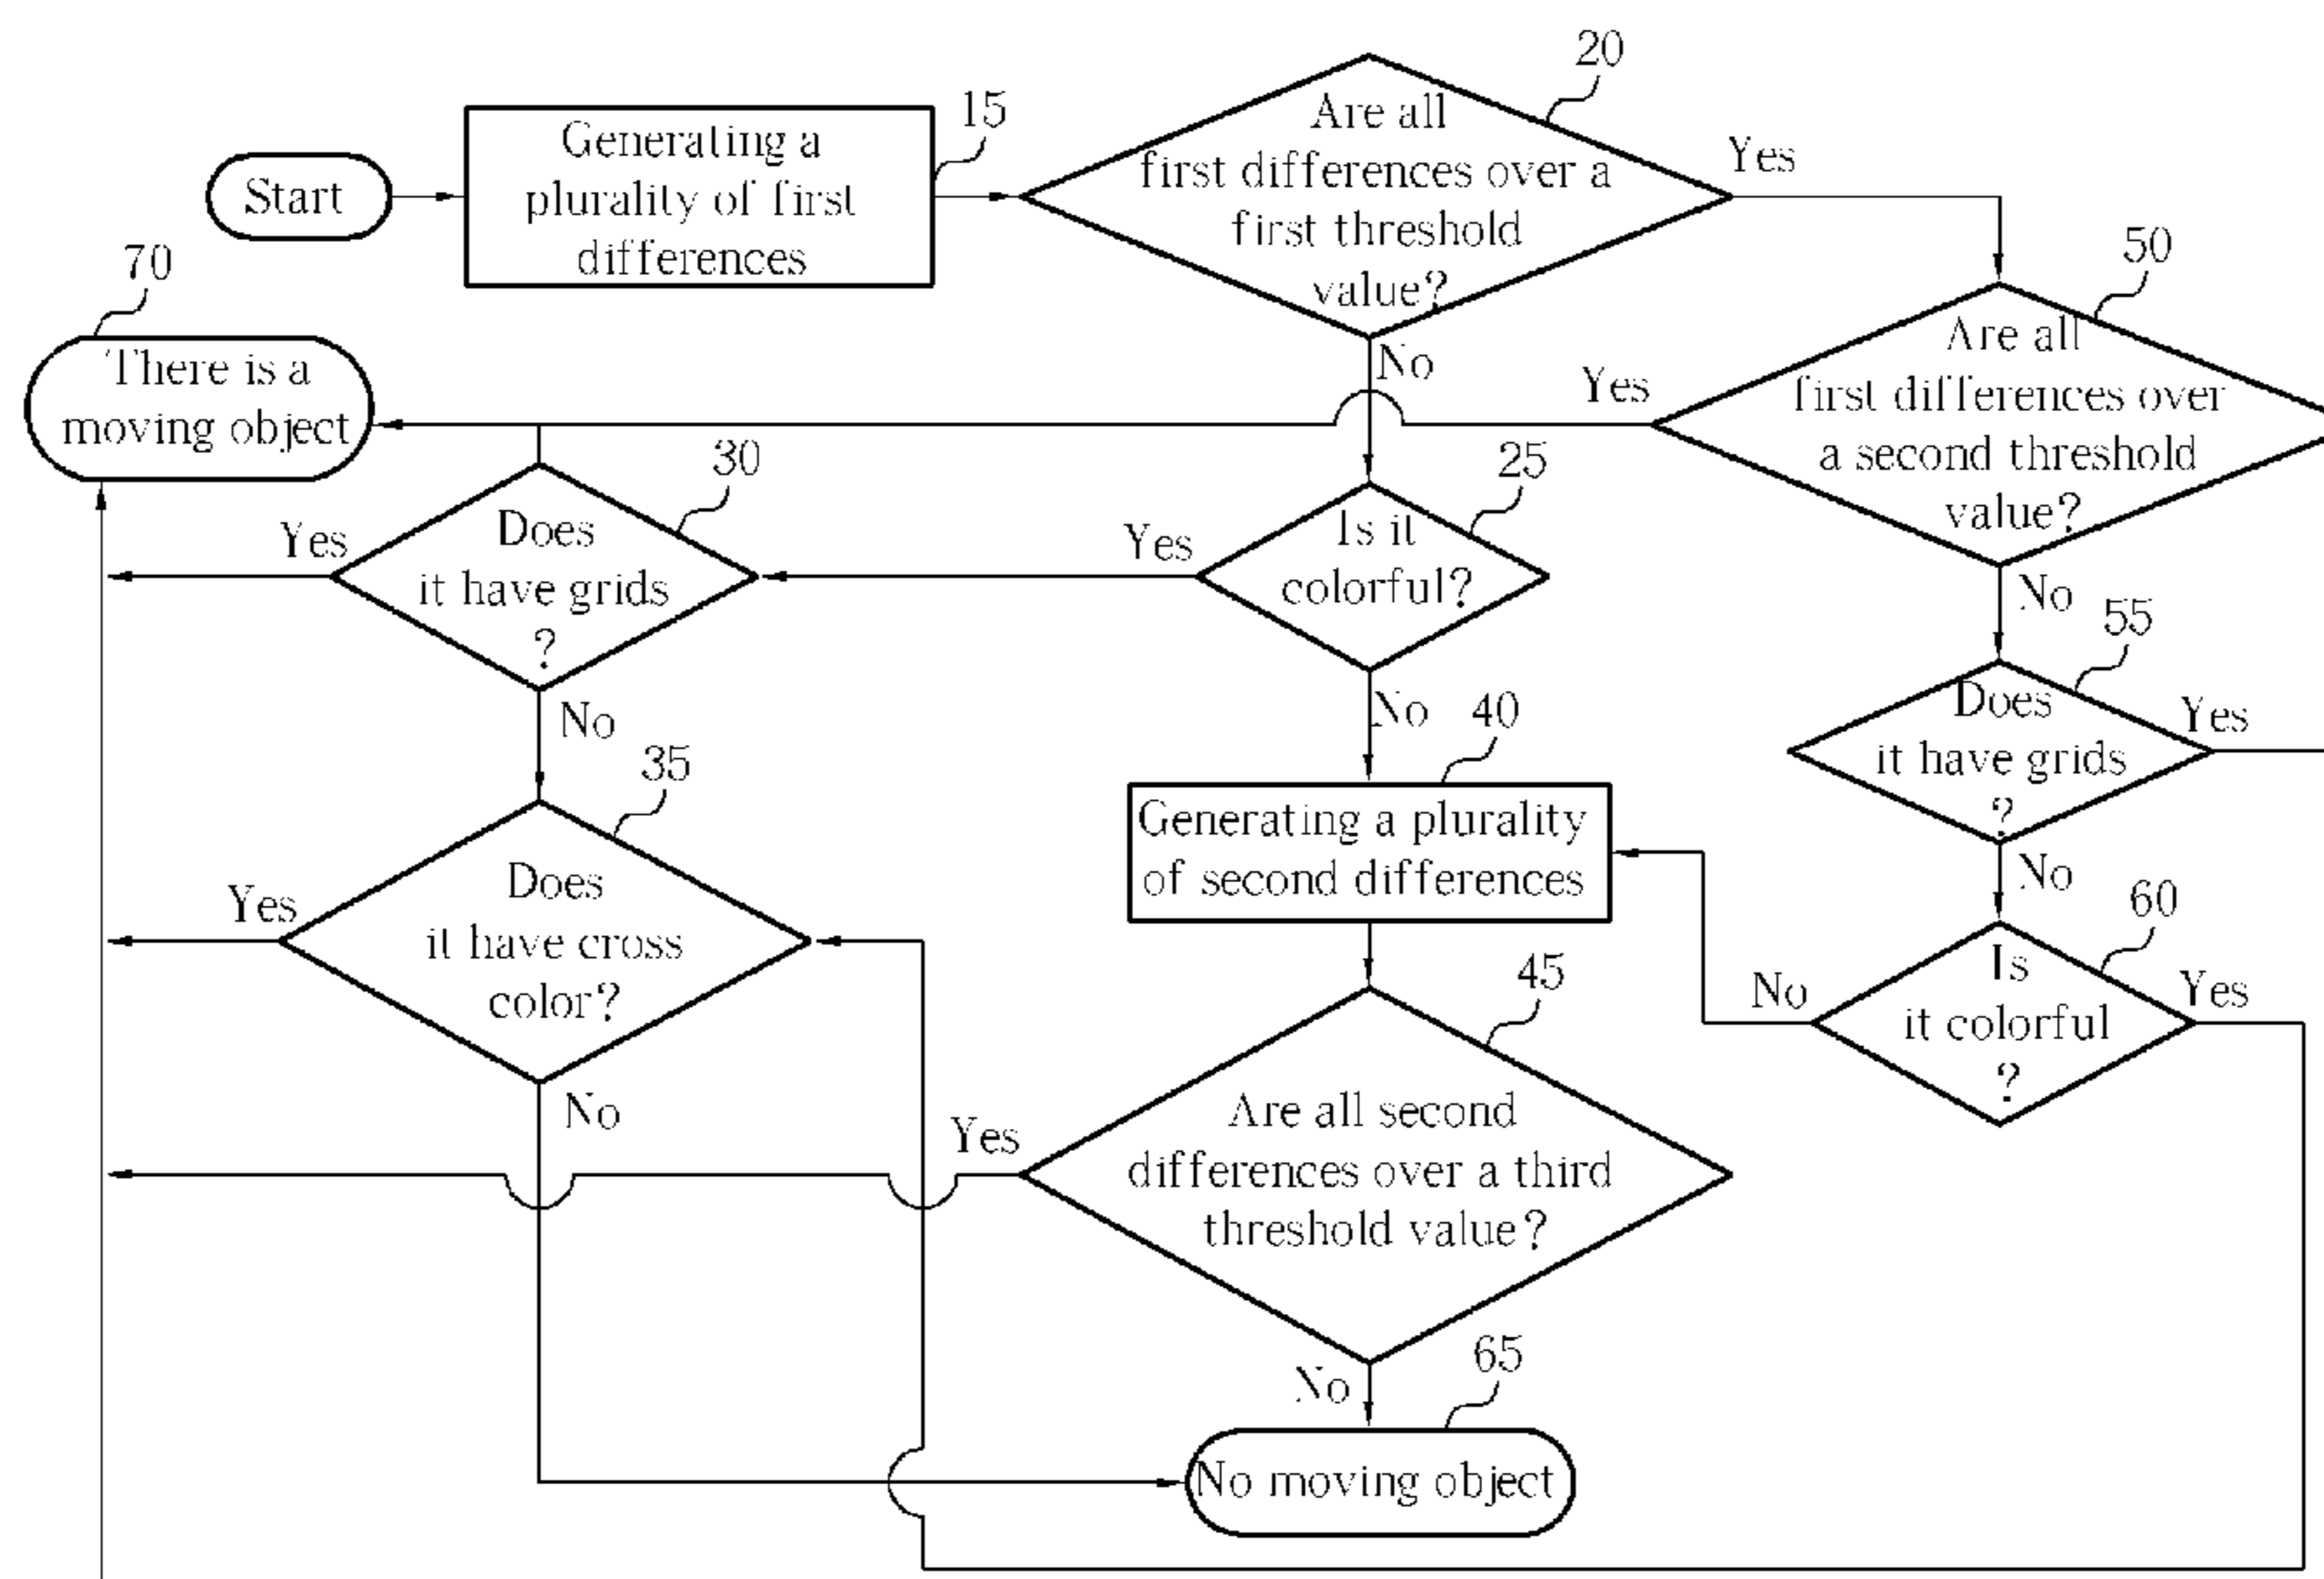 20
15
Are all
first differences over a
first threshold
value?
Yes
Generating a
plurality of first
differences
Start
70
There is a
moving object
No
50
Are all
first differences over
a second threshold
value?
Yes
No
30
Does
it have grids
?
Yes
No
25
Is it
colorful?
Yes
No
55
Does
it have grids
?
Yes
No
35
Does
it have cross
color?
Yes
No
40
Generating a plurality
of second differences
60
Is
it colorful
?
No
Yes
45
Are all second
differences over a third
threshold value?
Yes
No
65
No moving object